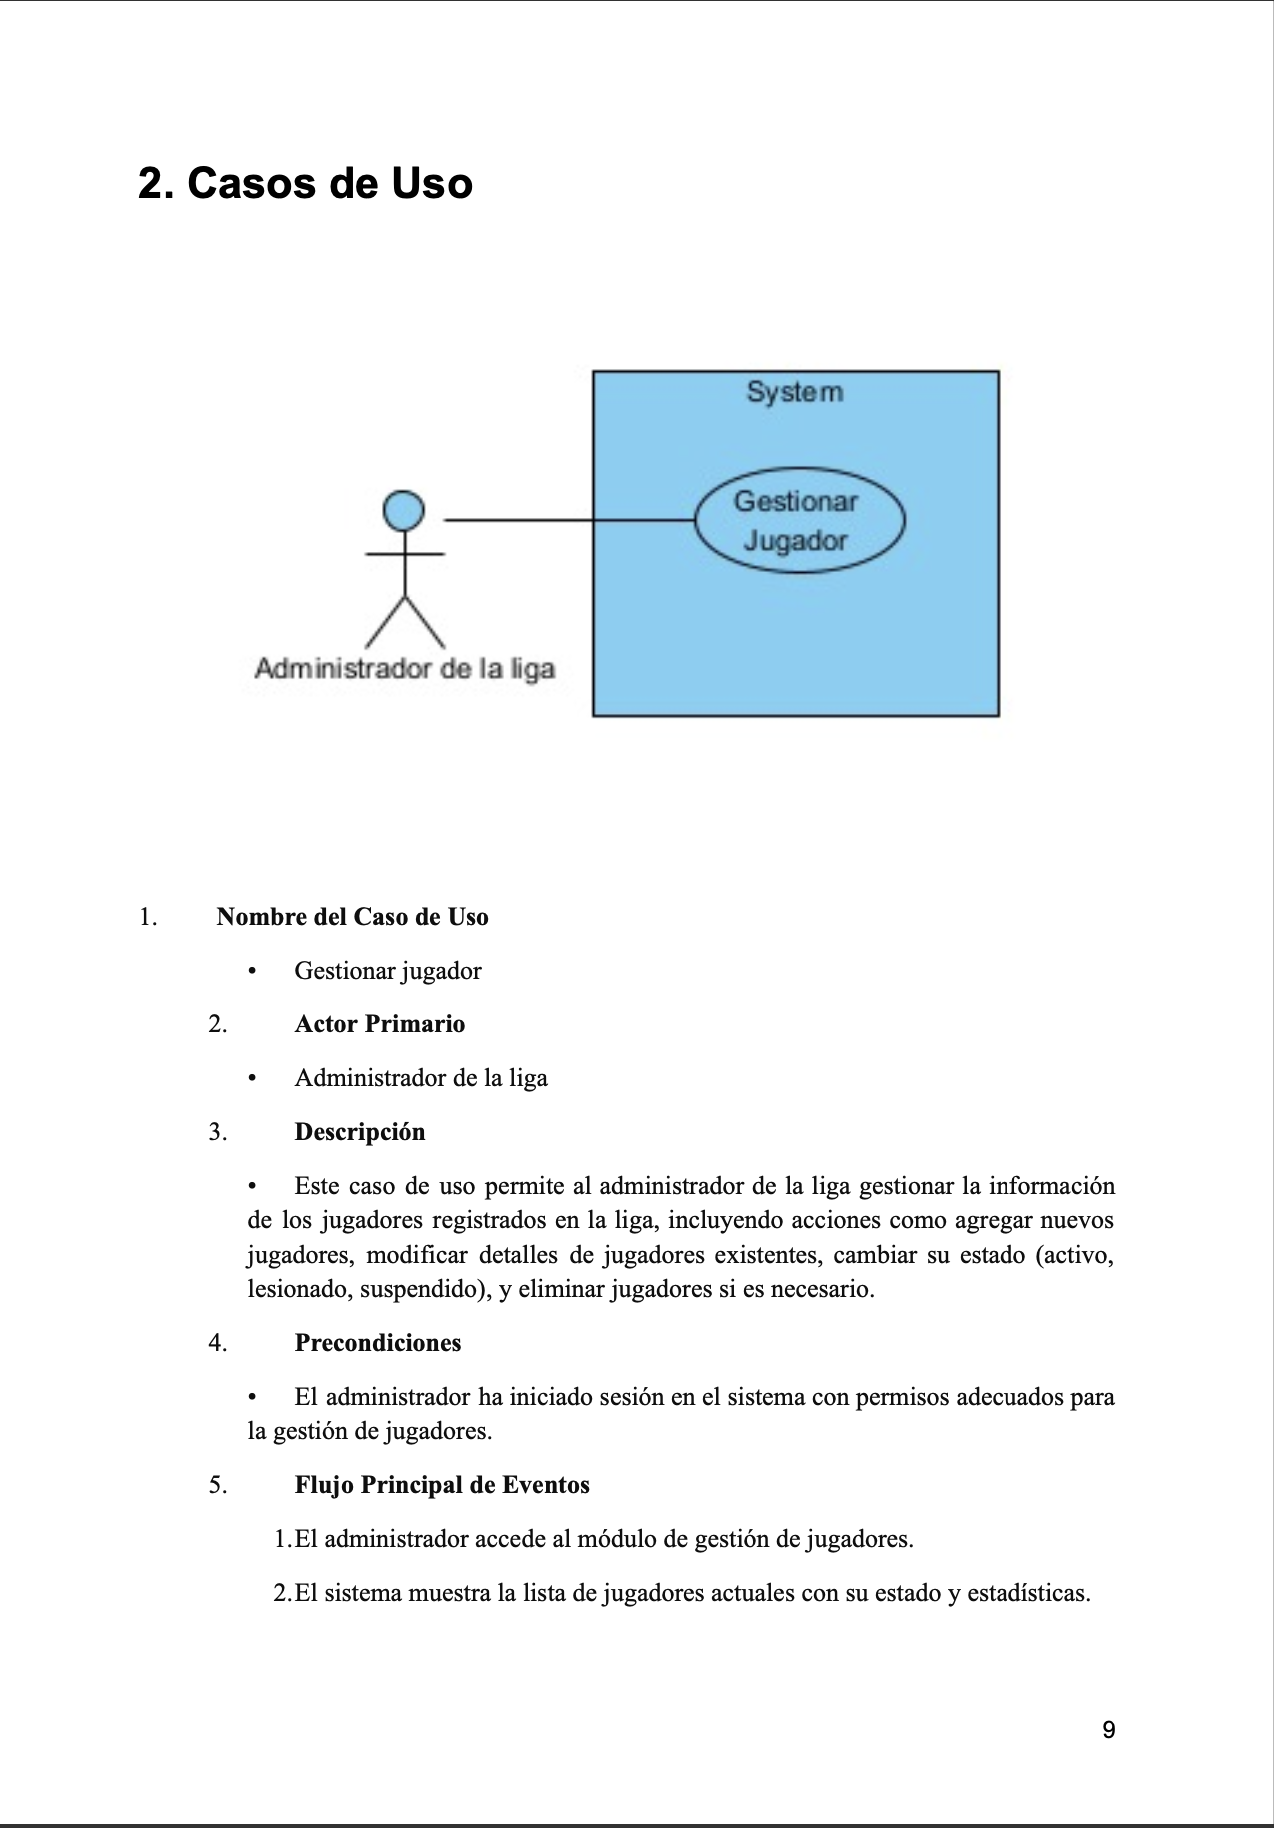 2. Casos de Uso
System
Gestionar
Jugador
Administrador de la liga
1. Nombre del Caso de Uso
• Gestionar jugador
2. Actor Primario
• Administrador de la liga
3. Descripción
• Este caso de uso permite al administrador de la liga gestionar la información
de los jugadores registrados en la liga, incluyendo acciones como agregar nuevos
jugadores, modificar detalles de jugadores existentes, cambiar su estado (activo,
lesionado, suspendido), y eliminar jugadores si es necesario.
4. Precondiciones
• El administrador ha iniciado sesión en el sistema con permisos adecuados para
la gestión de jugadores.
5. Flujo Principal de Eventos
1.El administrador accede al módulo de gestión de jugadores.
2.El sistema muestra la lista de jugadores actuales con su estado y estadísticas.
9